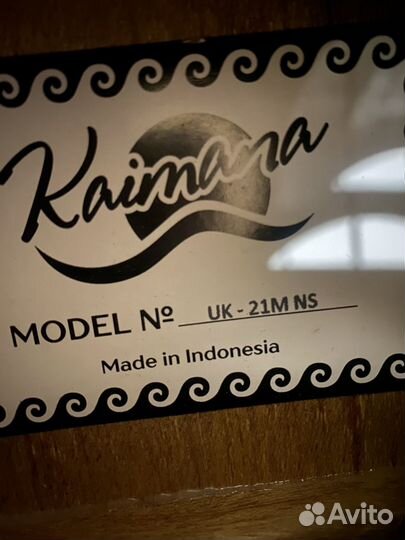 Kaimana
MODEL № UK - 21M NS
Made in Indonesia
Avito